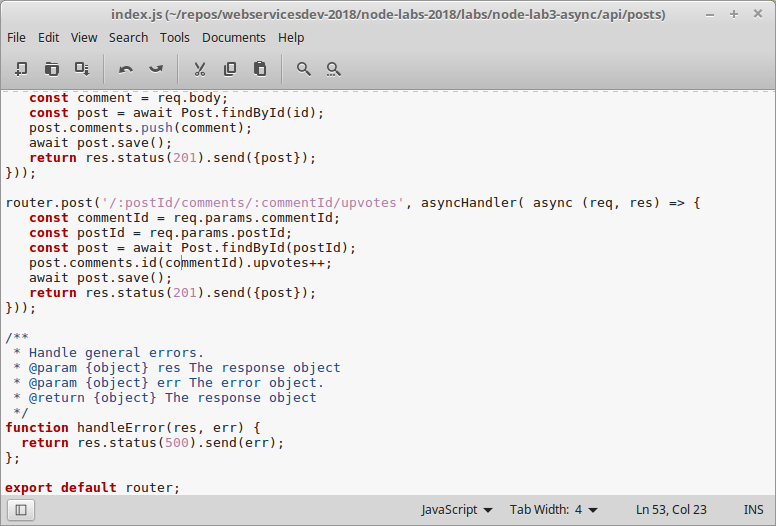 index.js (~/repos/webservicesdev-2018/node-labs-2018/labs/node-lab3-async/api/posts)
File Edit View Search Tools Documents Help
const comment = req.body;
const post = await Post.findById(id);
post.comments.push(comment);
await post.save();
return res.status(201).send({post});
}));
router.post('/:postId/comments/:commentId/upvotes', asyncHandler( async (req, res) => {
const commentId = req.params.commentId;
const postId = req.params.postId;
const post = await Post.findById(postId);
post.comments.id(commentId).upvotes++;
await post.save();
return res.status(201).send({post});
}));
/**
* Handle general errors.
* @param {object} res The response object
* @param {object} err The error object.
* @return {object} The response object
*/
function handleError(res, err) {
return res.status(500).send(err);
};
export default router;
JavaScript Tab Width: 4 Ln 53, Col 23 INS